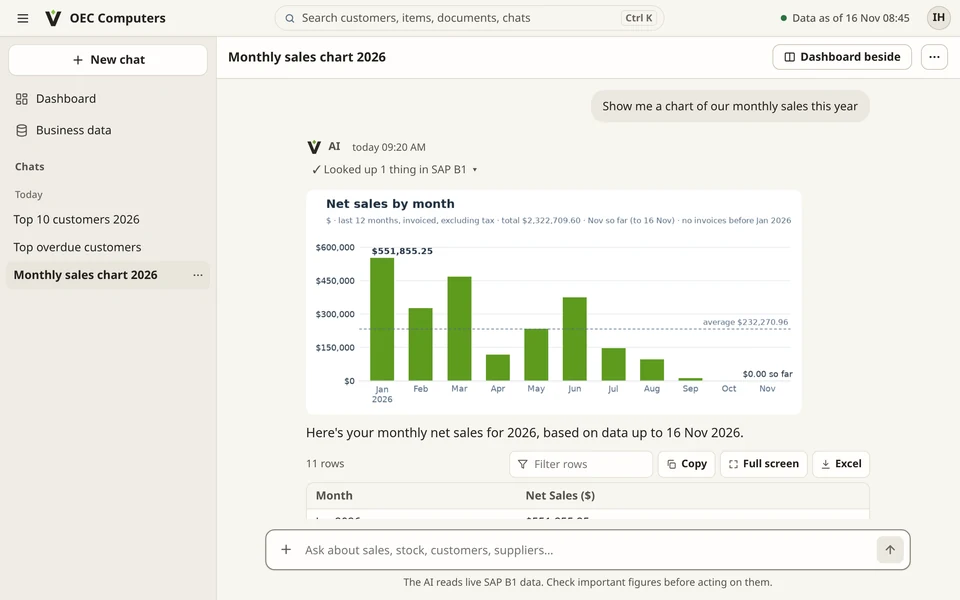 OEC Computers
Search customers, items, documents, chats
Ctrl K
Data as of 16 Nov 08:45
IH
New chat
Dashboard
Business data
Chats
Today
Top 10 customers 2026
Top overdue customers
Monthly sales chart 2026
Monthly sales chart 2026
Dashboard beside
Show me a chart of our monthly sales this year
AI today 09:20 AM
✓ Looked up 1 thing in SAP B1
Net sales by month
$ · last 12 months, invoiced, excluding tax · total $2,322,709.60 · Nov so far (to 16 Nov) · no invoices before Jan 2026
$600,000
$551,855.25
$450,000
$300,000
average $232,270.96
$150,000
$0.00 so far
$0
Jan Feb Mar Apr May Jun Jul Aug Sep Oct Nov
2026
Here's your monthly net sales for 2026, based on data up to 16 Nov 2026.
11 rows
Filter rows
Copy
Full screen
Excel
Month Net Sales ($)
Ask about sales, stock, customers, suppliers...
The AI reads live SAP B1 data. Check important figures before acting on them.